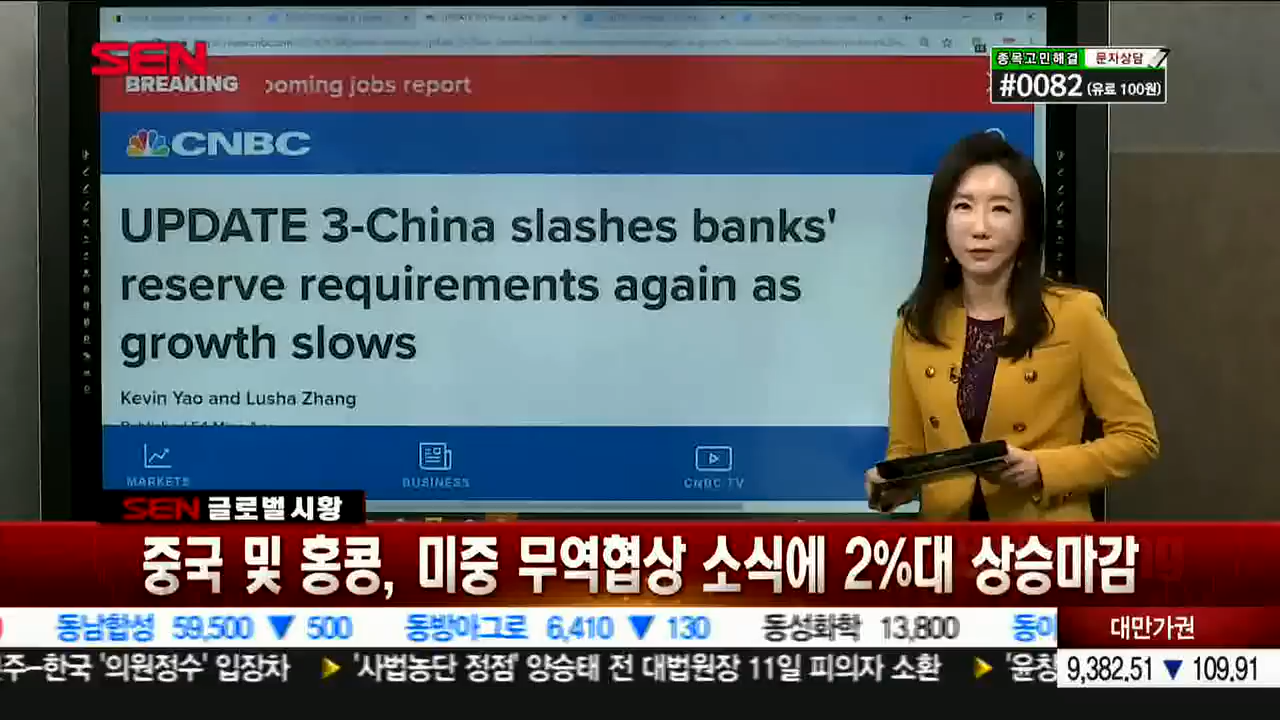 SEN
BREAKING ooming jobs report
종목고민해결 문자상담
#0082 (유료 100원)
CNBC
UPDATE 3-China slashes banks'
reserve requirements again as
growth slows
Kevin Yao and Lusha Zhang
MARKETS BUSINESS CNBC TV
SEN 글로벌시황
중국 및 홍콩, 미중 무역협상 소식에 2%대 상승마감
동남합성 59,500 ▼ 500 동방아그로 6,410 ▼ 130 동성화학 13,800 동아
대만가권
주-한국 '의원정수' 입장차 ▶ '사법농단 정점' 양승태 전 대법원장 11일 피의자 소환 ▶ '윤창
9,382.51 ▼ 109.91